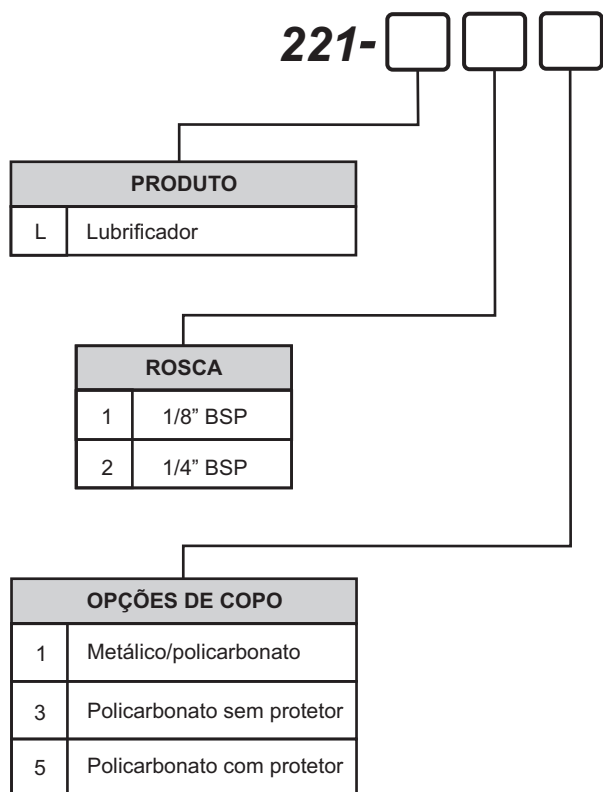 221-
PRODUTO
L Lubrificador
ROSCA
1 1/8” BSP
2 1/4” BSP
OPÇÕES DE COPO
1 Metálico/policarbonato
3 Policarbonato sem protetor
5 Policarbonato com protetor